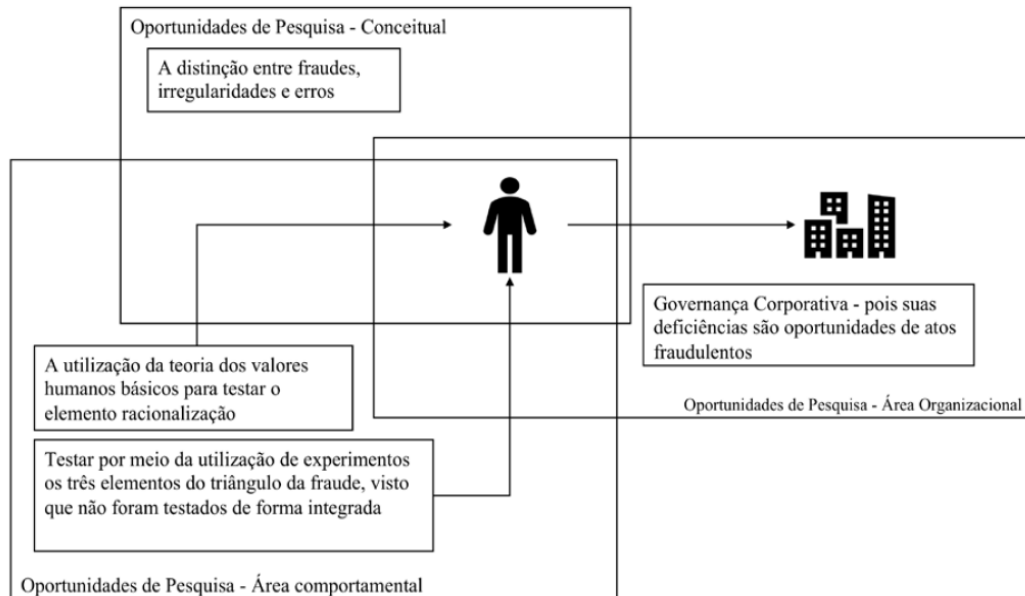 Oportunidades de Pesquisa - Conceitual
A distinção entre fraudes,
irregularidades e erros
Governança Corporativa - pois suas
deficiências são oportunidades de atos
fraudulentos
Oportunidades de Pesquisa - Área Organizacional
A utilização da teoria dos valores
humanos básicos para testar o
elemento racionalização
Testar por meio da utilização de experimentos
os três elementos do triângulo da fraude, visto
que não foram testados de forma integrada
Oportunidades de Pesquisa - Área comportamental